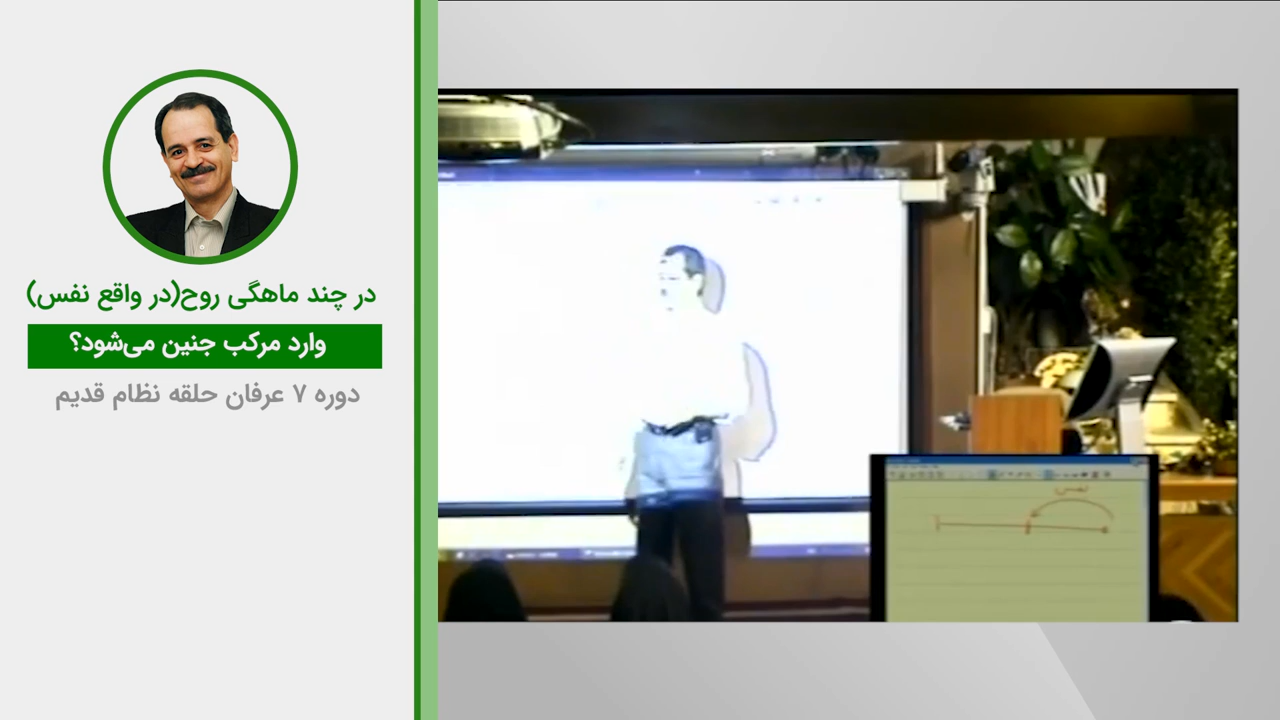 در چند ماهگی روح(در واقع نفس)
وارد مرکب جنین می‌شود؟
دوره ۷ عرفان حلقه نظام قدیم